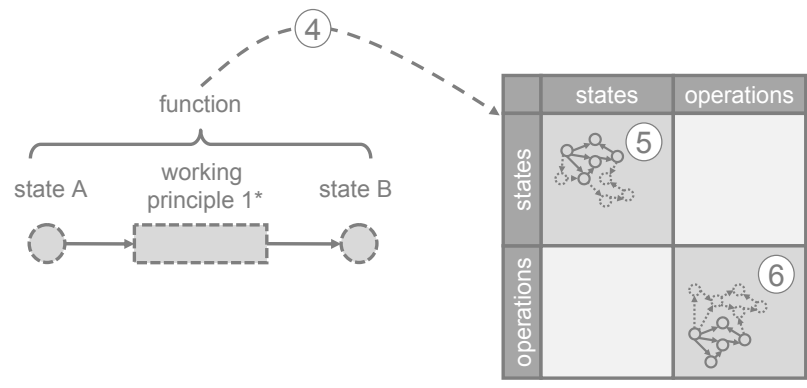 4
function
state A
working
principle 1*
state B
states
operations
states
5
operations
6